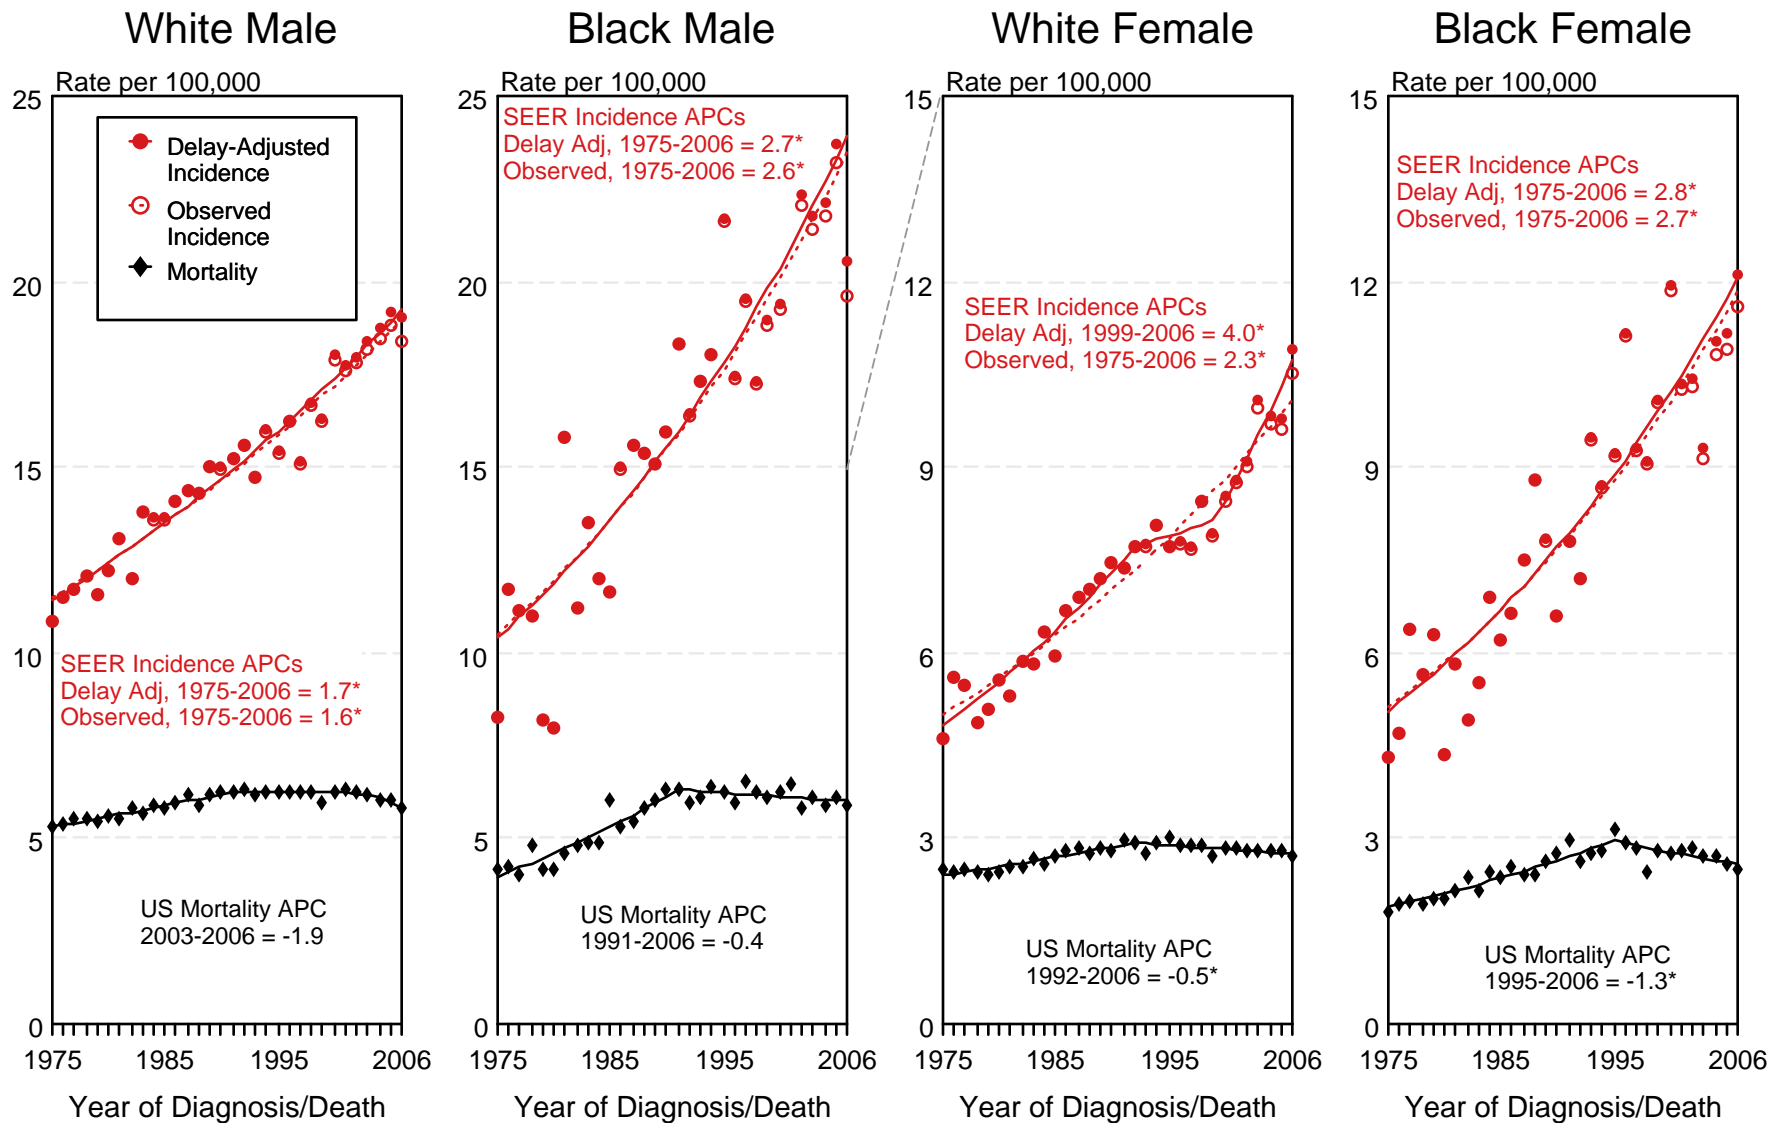 White Male
Rate per 100,000
25
20
15
10
5
0
Delay-Adjusted
Incidence
Observed
Incidence
Mortality
SEER Incidence APCs
Delay Adj, 1975-2006 = 1.7*
Observed, 1975-2006 = 1.6*
US Mortality APC
2003-2006 = -1.9
1975 1985 1995 2006
Year of Diagnosis/Death
Black Male
Rate per 100,000
25
20
15
10
5
0
SEER Incidence APCs
Delay Adj, 1975-2006 = 2.7*
Observed, 1975-2006 = 2.6*
US Mortality APC
1991-2006 = -0.4
1975 1985 1995 2006
Year of Diagnosis/Death
White Female
Rate per 100,000
15
12
9
6
3
0
SEER Incidence APCs
Delay Adj, 1999-2006 = 4.0*
Observed, 1975-2006 = 2.3*
US Mortality APC
1992-2006 = -0.5*
1975 1985 1995 2006
Year of Diagnosis/Death
Black Female
Rate per 100,000
15
12
9
6
3
0
SEER Incidence APCs
Delay Adj, 1975-2006 = 2.8*
Observed, 1975-2006 = 2.7*
US Mortality APC
1995-2006 = -1.3*
1975 1985 1995 2006
Year of Diagnosis/Death